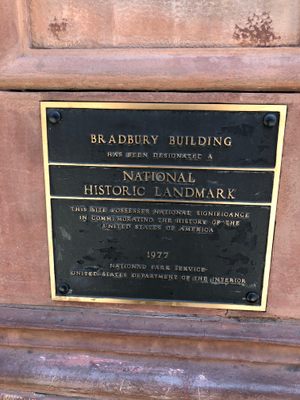 BRADBURY BUILDING
HAS BEEN DESIGNATED A
NATIONAL
HISTORIC LANDMARK
THIS SITE POSSESSES NATIONAL SIGNIFICANCE
IN COMMEMORATING THE HISTORY OF THE
UNITED STATES OF AMERICA
1977
NATIONAL PARK SERVICE
UNITED STATES DEPARTMENT OF THE INTERIOR